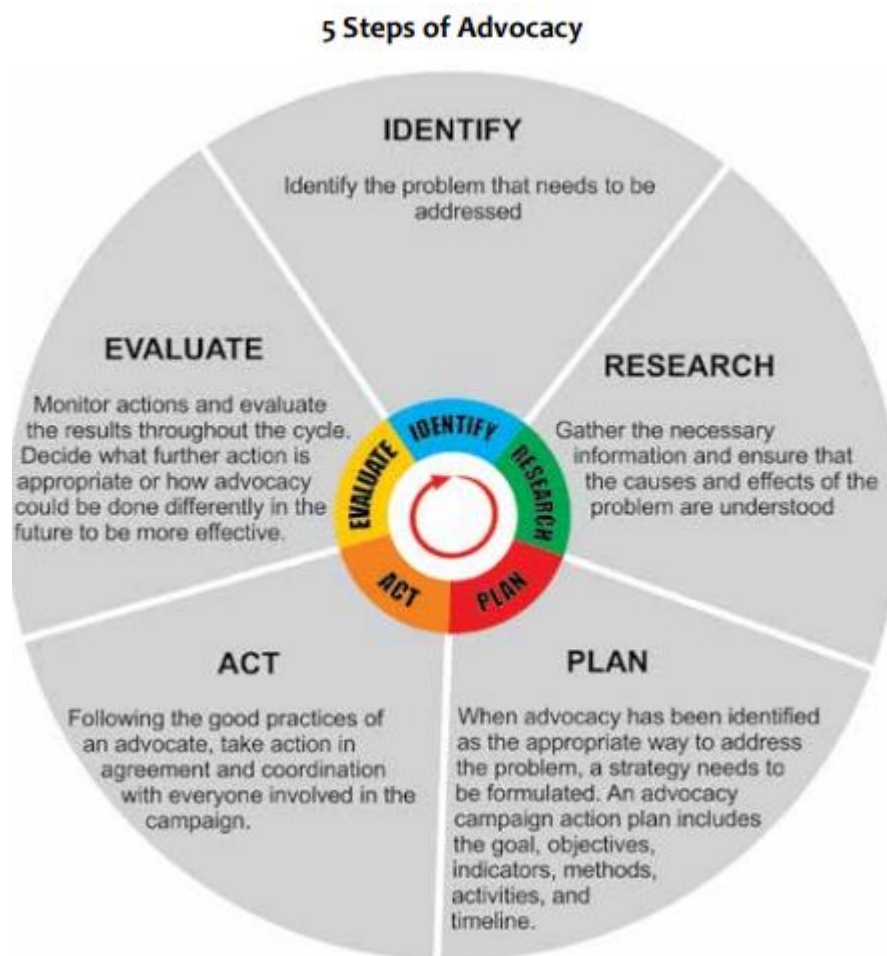 5 Steps of Advocacy
IDENTIFY
Identify the problem that needs to be
addressed
RESEARCH
Gather the necessary
information and ensure that
the causes and effects of the
problem are understood
PLAN
When advocacy has been identified
as the appropriate way to address
the problem, a strategy needs to
be formulated. An advocacy
campaign action plan includes
the goal, objectives,
indicators, methods,
activities, and
timeline.
ACT
Following the good practices of
an advocate, take action in
agreement and coordination
with everyone involved in the
campaign.
EVALUATE
Monitor actions and evaluate
the results throughout the cycle.
Decide what further action is
appropriate or how advocacy
could be done differently in the
future to be more effective.
IDENTIFY
RESEARCH
PLAN
ACT
EVALUATE